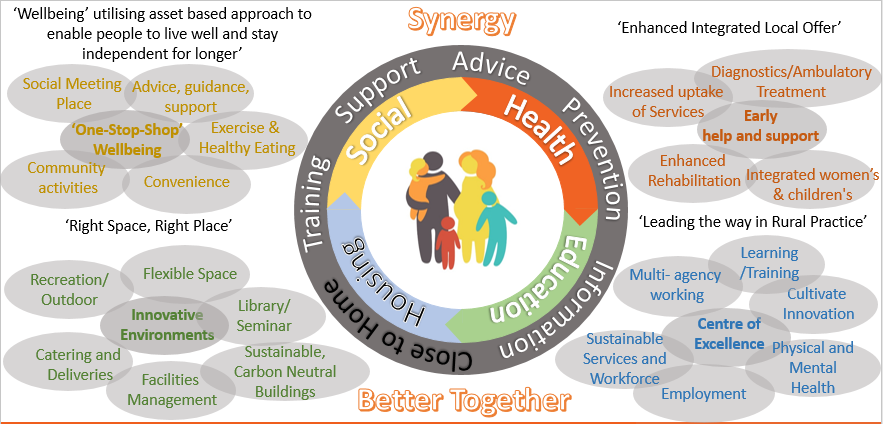 Synergy
‘Wellbeing’ utilising asset based approach to
enable people to live well and stay
independent for longer’
Social Meeting
Place
Advice, guidance,
support
‘One-Stop-Shop’
Wellbeing
Exercise &
Healthy Eating
Community
activities
Convenience
‘Enhanced Integrated Local Offer’
Diagnostics/Ambulatory
Treatment
Increased uptake
of Services
Early
help and support
Enhanced
Rehabilitation
Integrated women’s
& children's
Training
Support
Advice
Prevention
Information
Close to Home
Social
Health
Education
Housing
‘Right Space, Right Place’
Recreation/
Outdoor
Flexible Space
Innovative
Environments
Library/
Seminar
Catering and
Deliveries
Sustainable,
Carbon Neutral
Buildings
Facilities
Management
‘Leading the way in Rural Practice’
Learning
/Training
Multi- agency
working
Cultivate
Innovation
Centre of
Excellence
Sustainable
Services and
Workforce
Physical and
Mental
Health
Employment
Better Together